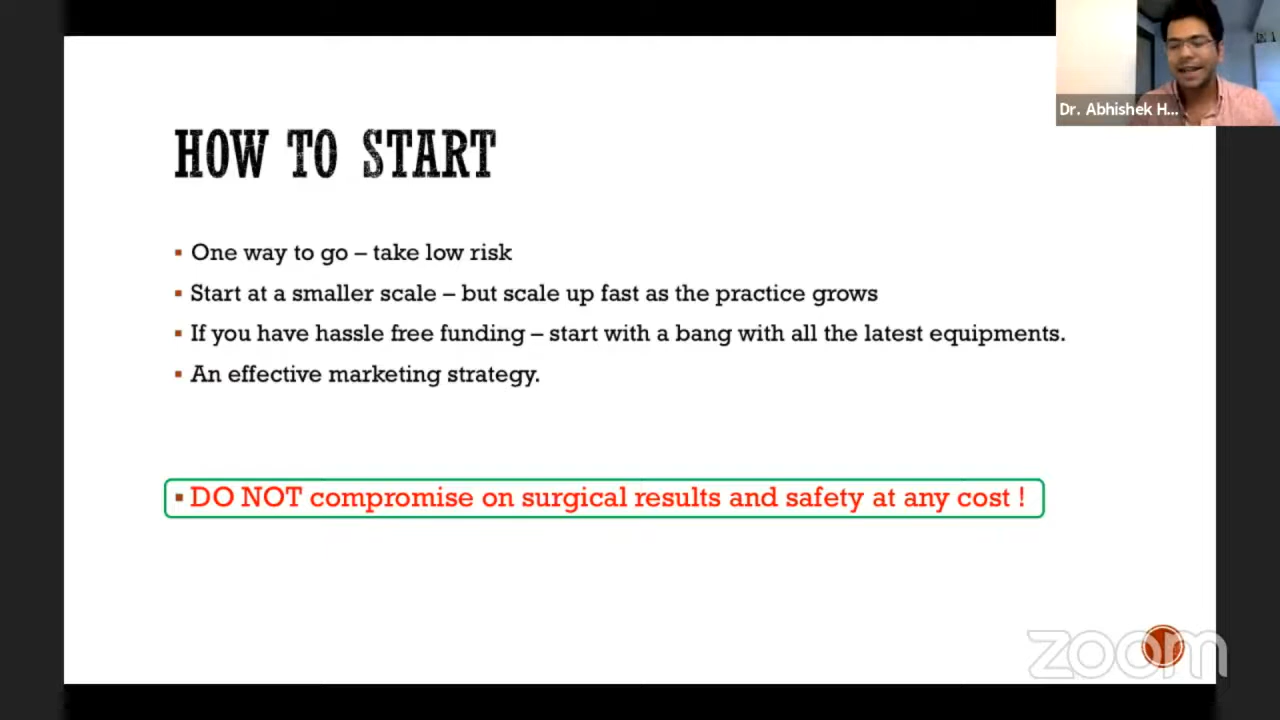 Dr. Abhishek H...
HOW TO START
▪ One way to go – take low risk
▪ Start at a smaller scale – but scale up fast as the practice grows
▪ If you have hassle free funding – start with a bang with all the latest equipments.
▪ An effective marketing strategy.
▪ DO NOT compromise on surgical results and safety at any cost !
zoom